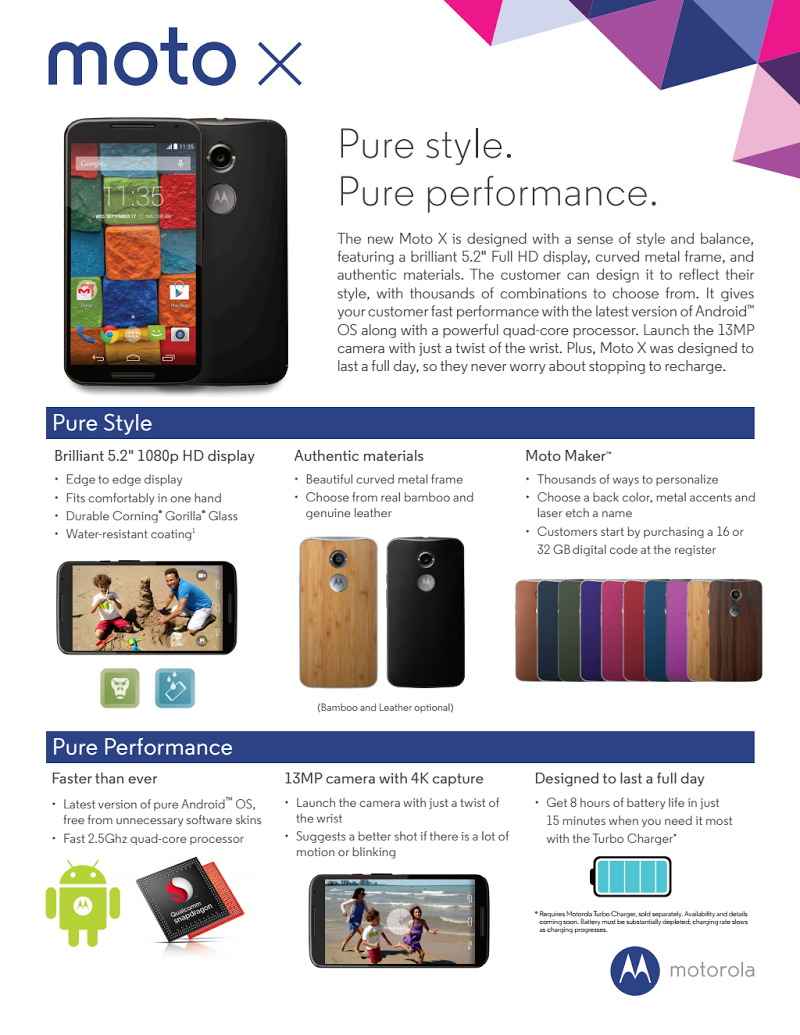 moto X
Pure style.
Pure performance.
11:35
Google
11:35
WED, SEPTEMBER 17
Google
Play Store
The new Moto X is designed with a sense of style and balance,
featuring a brilliant 5.2" Full HD display, curved metal frame, and
authentic materials. The customer can design it to reflect their
style, with thousands of combinations to choose from. It gives
your customer fast performance with the latest version of Android™
OS along with a powerful quad-core processor. Launch the 13MP
camera with just a twist of the wrist. Plus, Moto X was designed to
last a full day, so they never worry about stopping to recharge.
Pure Style
Brilliant 5.2" 1080p HD display
• Edge to edge display
• Fits comfortably in one hand
• Durable Corning® Gorilla® Glass
• Water-resistant coating¹
Authentic materials
• Beautiful curved metal frame
• Choose from real bamboo and
genuine leather
(Bamboo and Leather optional)
Moto Maker™
• Thousands of ways to personalize
• Choose a back color, metal accents and
laser etch a name
• Customers start by purchasing a 16 or
32 GB digital code at the register
Pure Performance
Faster than ever
• Latest version of pure Android™ OS,
free from unnecessary software skins
• Fast 2.5Ghz quad-core processor
Qualcomm
snapdragon
13MP camera with 4K capture
• Launch the camera with just a twist of
the wrist
• Suggests a better shot if there is a lot of
motion or blinking
Designed to last a full day
• Get 8 hours of battery life in just
15 minutes when you need it most
with the Turbo Charger*
* Requires Motorola Turbo Charger, sold separately. Availability and details
coming soon. Battery must be substantially depleted; charging rate slows
as charging progresses.
motorola